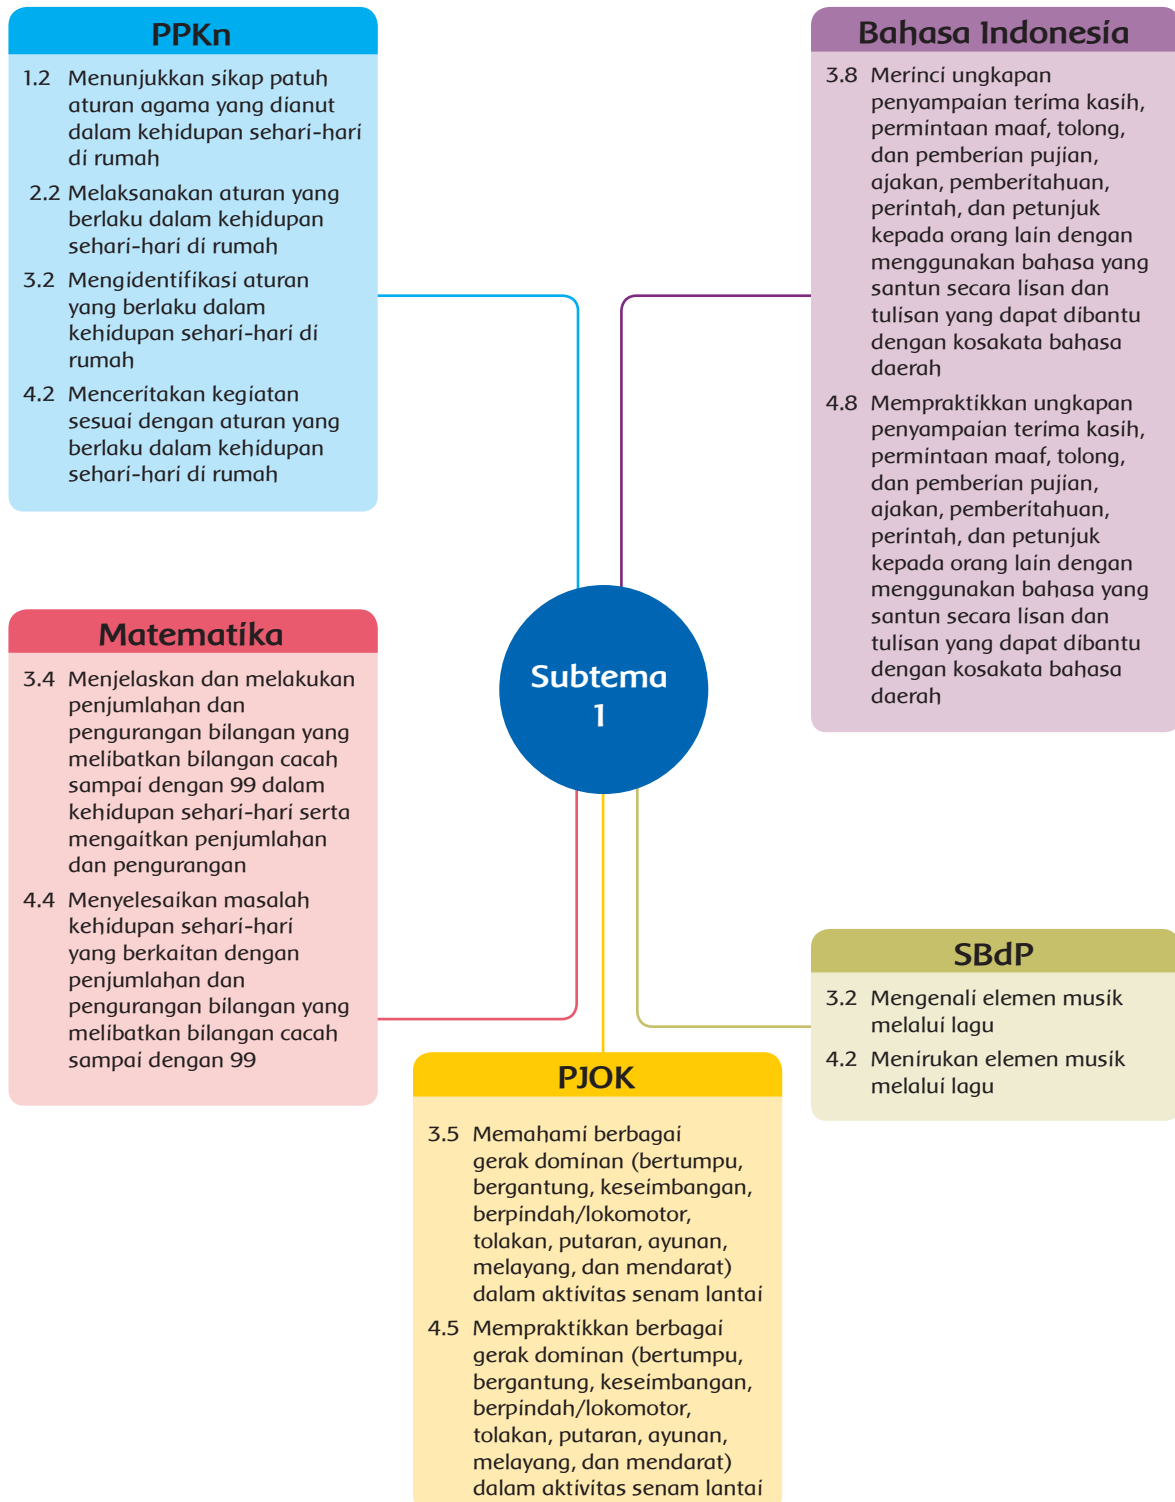 PPKn
1.2 Menunjukkan sikap patuh
aturan agama yang dianut
dalam kehidupan sehari-hari
di rumah
2.2 Melaksanakan aturan yang
berlaku dalam kehidupan
sehari-hari di rumah
3.2 Mengidentifikasi aturan
yang berlaku dalam
kehidupan sehari-hari di
rumah
4.2 Menceritakan kegiatan
sesuai dengan aturan yang
berlaku dalam kehidupan
sehari-hari di rumah
Bahasa Indonesia
3.8 Merinci ungkapan
penyampaian terima kasih,
permintaan maaf, tolong,
dan pemberian pujian,
ajakan, pemberitahuan,
perintah, dan petunjuk
kepada orang lain dengan
menggunakan bahasa yang
santun secara lisan dan
tulisan yang dapat dibantu
dengan kosakata bahasa
daerah
4.8 Mempraktikkan ungkapan
penyampaian terima kasih,
permintaan maaf, tolong,
dan pemberian pujian,
ajakan, pemberitahuan,
perintah, dan petunjuk
kepada orang lain dengan
menggunakan bahasa yang
santun secara lisan dan
tulisan yang dapat dibantu
dengan kosakata bahasa
daerah
Subtema
1
Matematika
3.4 Menjelaskan dan melakukan
penjumlahan dan
pengurangan bilangan yang
melibatkan bilangan cacah
sampai dengan 99 dalam
kehidupan sehari-hari serta
mengaitkan penjumlahan
dan pengurangan
4.4 Menyelesaikan masalah
kehidupan sehari-hari
yang berkaitan dengan
penjumlahan dan
pengurangan bilangan yang
melibatkan bilangan cacah
sampai dengan 99
SBdP
3.2 Mengenali elemen musik
melalui lagu
4.2 Menirukan elemen musik
melalui lagu
PJOK
3.5 Memahami berbagai
gerak dominan (bertumpu,
bergantung, keseimbangan,
berpindah/lokomotor,
tolakan, putaran, ayunan,
melayang, dan mendarat)
dalam aktivitas senam lantai
4.5 Mempraktikkan berbagai
gerak dominan (bertumpu,
bergantung, keseimbangan,
berpindah/lokomotor,
tolakan, putaran, ayunan,
melayang, dan mendarat)
dalam aktivitas senam lantai